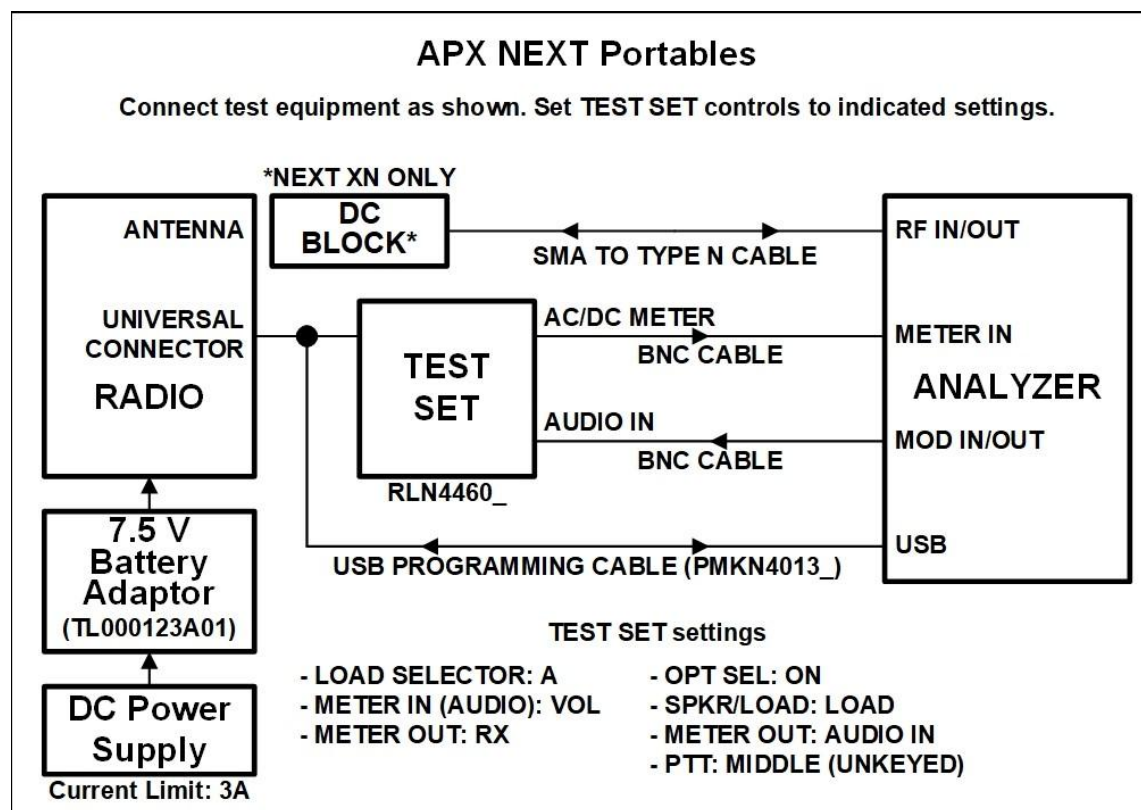 APX NEXT Portables
Connect test equipment as shown. Set TEST SET controls to indicated settings.
*NEXT XN ONLY
DC
BLOCK*
ANTENNA
UNIVERSAL
CONNECTOR
RADIO
SMA TO TYPE N CABLE
RF IN/OUT
TEST
SET
RLN4460_
AC/DC METER
BNC CABLE
METER IN
ANALYZER
AUDIO IN
BNC CABLE
MOD IN/OUT
USB
USB PROGRAMMING CABLE (PMKN4013_)
7.5 V
Battery
Adaptor
(TL000123A01)
DC Power
Supply
Current Limit: 3A
TEST SET settings
- LOAD SELECTOR: A
- METER IN (AUDIO): VOL
- METER OUT: RX
- OPT SEL: ON
- SPKR/LOAD: LOAD
- METER OUT: AUDIO IN
- PTT: MIDDLE (UNKEYED)